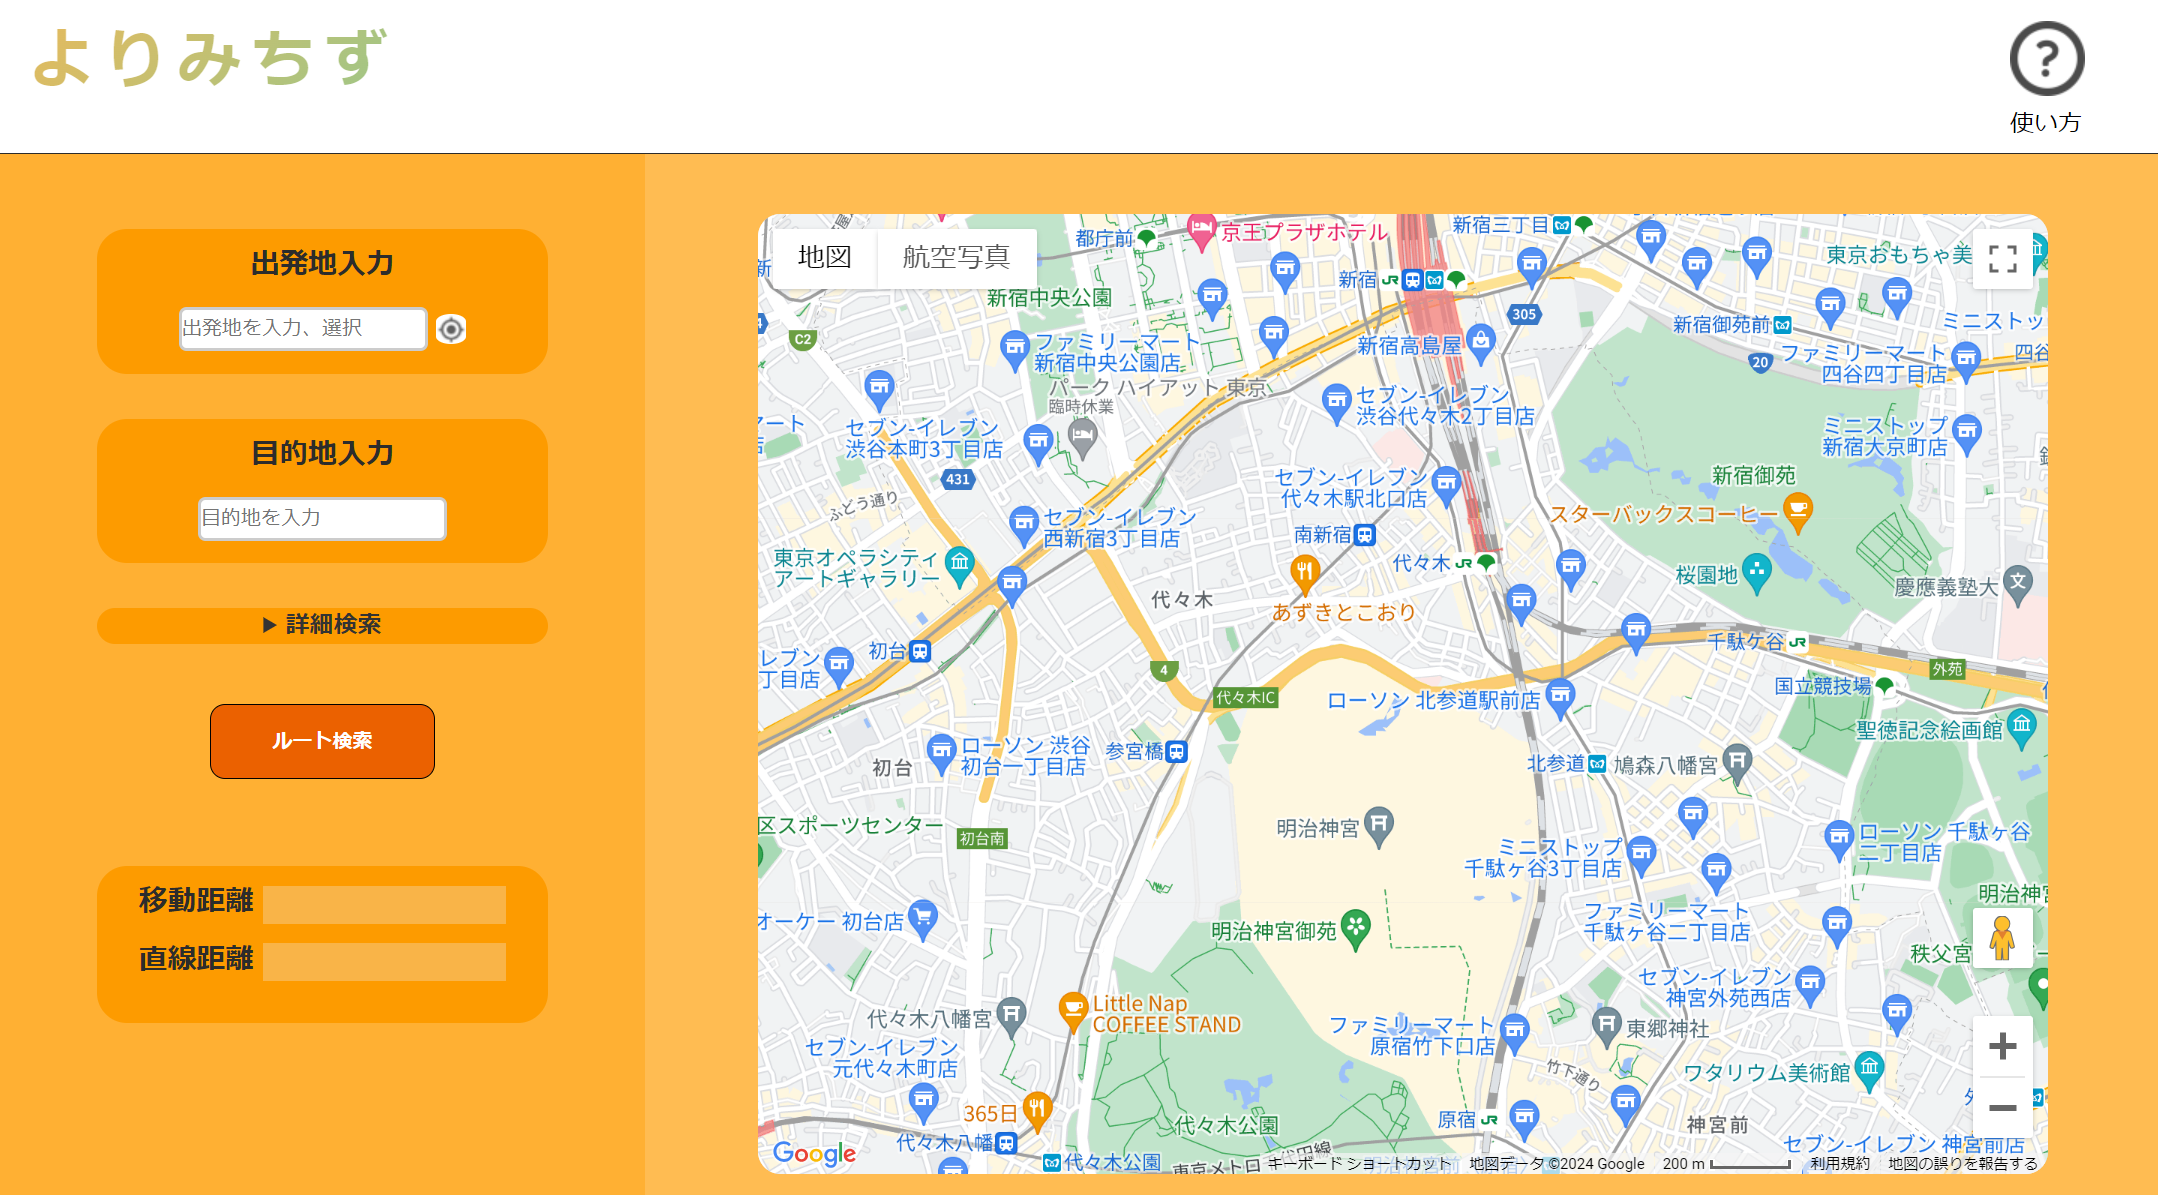 よりみちず
使い方
出発地入力
出発地を入力、選択
目的地入力
目的地を入力
▶ 詳細検索
ルート検索
移動距離
直線距離
地図
航空写真
都庁前
京王プラザホテル
新宿三丁目
東京おもちゃ美
新宿
新宿中央公園
305
C2
ファミリーマート
新宿中央公園店
新宿高島屋
新宿御苑前
ミニストッ
20
ファミリーマート
四谷四丁目店
四谷
パーク ハイアット 東京
臨時休業
セブン-イレブン
渋谷代々木2丁目店
セブン-イレブン
渋谷本町3丁目店
ミニストップ
新宿大京町店
431
セブン-イレブン
代々木駅北口店
新宿御苑
ふどう通り
スターバックスコーヒー
セブン-イレブン
西新宿3丁目店
南新宿
代々木
JR
東京オペラシティ
アートギャラリー
桜園地
慶應義塾大
代々木
あずきとこおり
初台
レブン
丁目店
千駄ケ谷
JR
外苑
4
代々木IC
ローソン 北参道駅前店
国立競技場
聖徳記念絵画館
ローソン 渋谷
初台一丁目店
参宮橋
初台
北参道
鳩森八幡宮
区スポーツセンター
初台南
明治神宮
ミニストップ
千駄ヶ谷3丁目店
ローソン 千駄ヶ谷
二丁目店
オーケー 初台店
明治神宮御苑
ファミリーマート
千駄ヶ谷二丁目店
明治神
秩父宮
セブン-イレブン
神宮外苑西店
Little Nap
COFFEE STAND
代々木八幡宮
ファミリーマート
原宿竹下口店
東郷神社
セブン-イレブン
元代々木町店
竹下通り
ワタリウム美術館
365日
代々木公園
原宿
JR
神宮前
代々木八幡
セブン-イレブン 神宮前店
代々木公園
東京メトロ
千代田線
Google
キーボード ショートカット
地図データ ©2024 Google
200 m
利用規約
地図の誤りを報告する